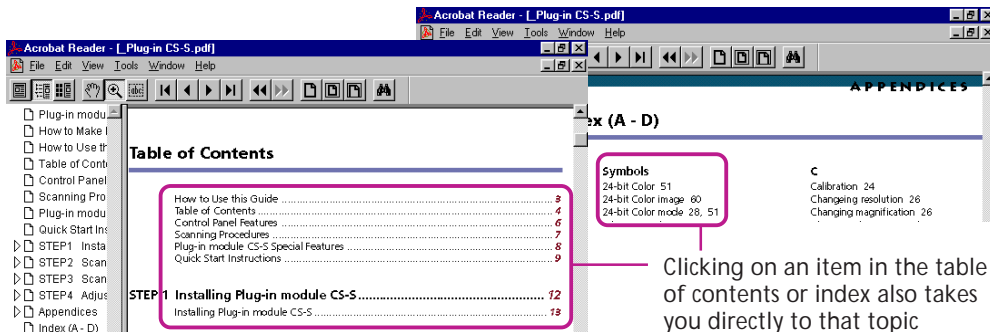 Acrobat Reader - [_Plug-in CS-S.pdf]
File Edit View Tools Window Help
APPENDICES
ex (A - D)
Symbols
24-bit Color 51
24-bit Color image 60
24-bit Color mode 28, 51
C
Calibration 24
Changeing resolution 26
Changing magnification 26
Acrobat Reader - [_Plug-in CS-S.pdf]
File Edit View Tools Window Help
Plug-in modu
How to Make
How to Use th
Table of Cont
Control Panel
Scanning Pro
Plug-in modu
Quick Start Ins
STEP1 Insta
STEP2 Scan
STEP3 Scan
STEP4 Adjus
Appendices
Index (A - D)
Table of Contents
How to Use this Guide 3
Table of Contents 4
Control Panel Features 6
Scanning Procedures 7
Plug-in module CS-S Special Features 8
Quick Start Instructions 9
STEP 1 Installing Plug-in module CS-S 12
Installing Plug-in module CS-S 13
Clicking on an item in the table
of contents or index also takes
you directly to that topic